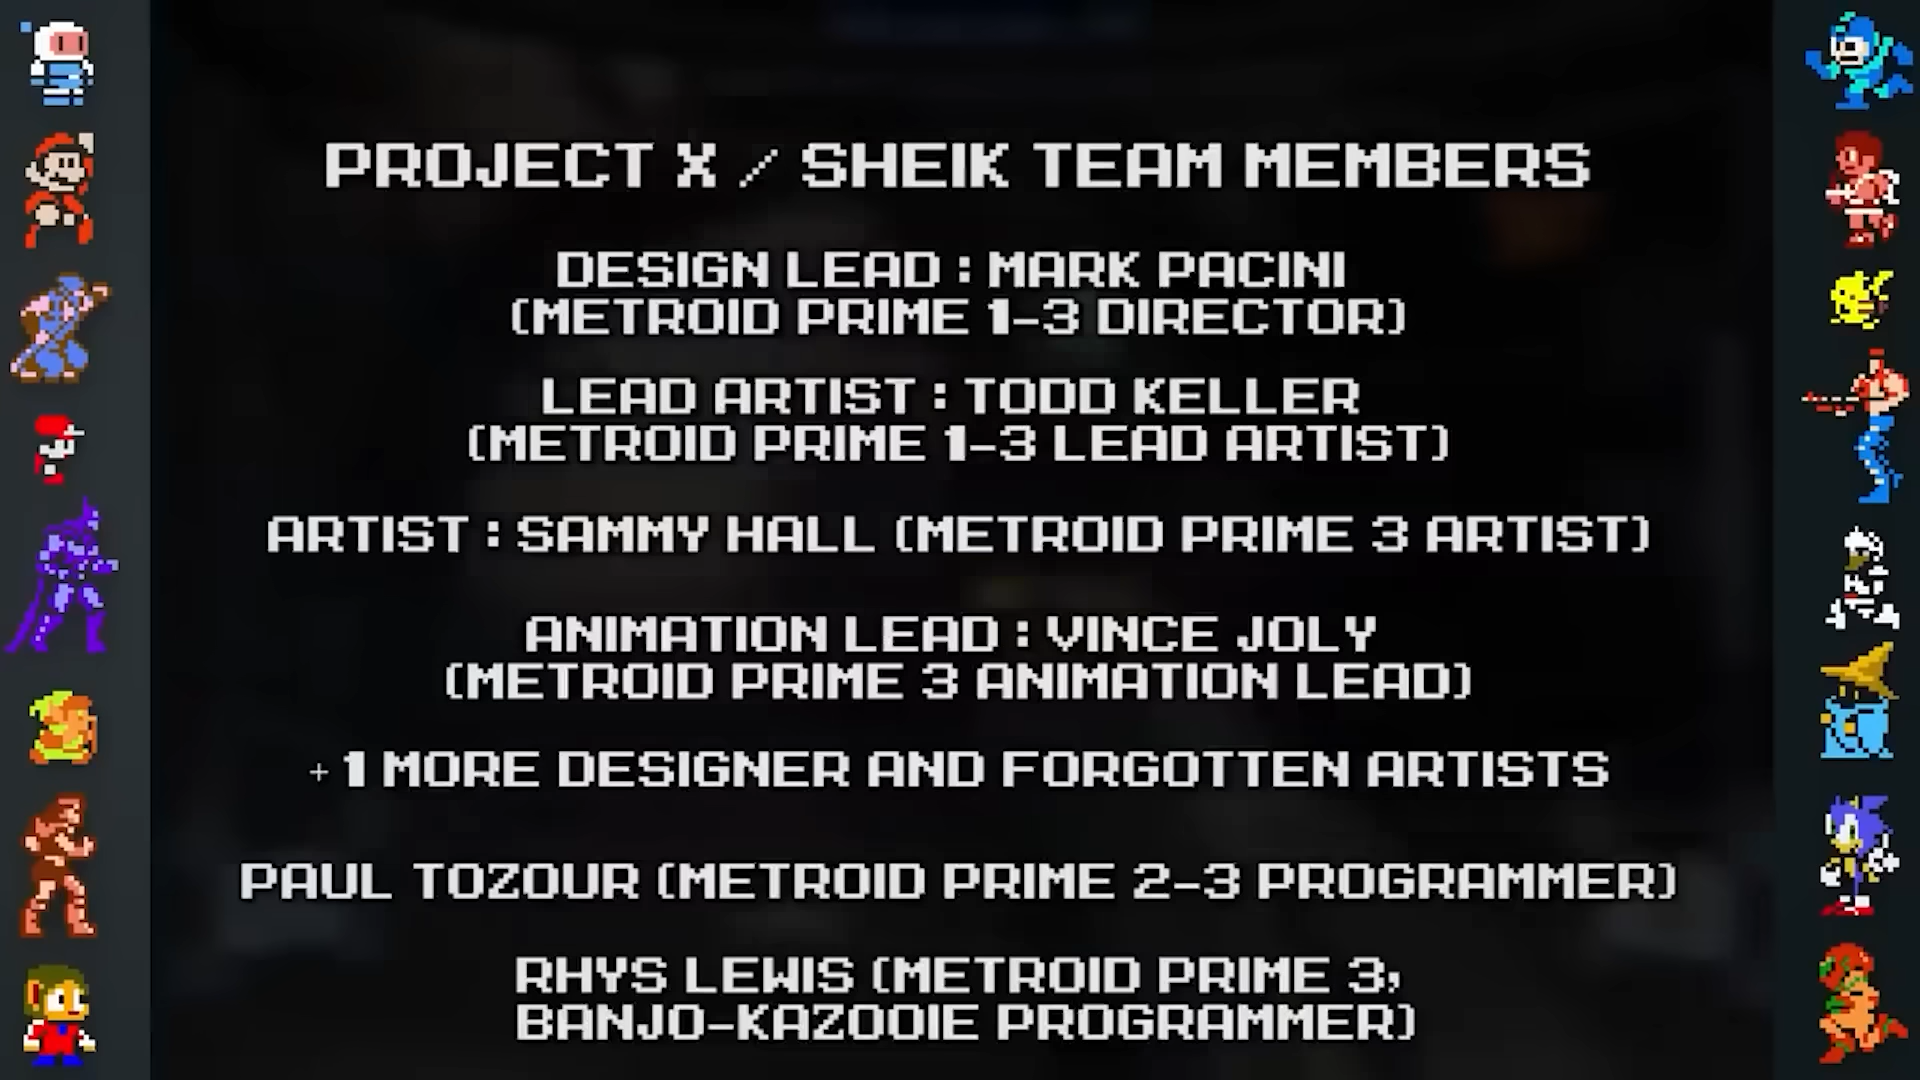 PROJECT X / SHEIK TEAM MEMBERS
DESIGN LEAD : MARK PACINI
(METROID PRIME 1-3 DIRECTOR)
LEAD ARTIST : TODD KELLER
(METROID PRIME 1-3 LEAD ARTIST)
ARTIST : SAMMY HALL (METROID PRIME 3 ARTIST)
ANIMATION LEAD : VINCE JOLY
(METROID PRIME 3 ANIMATION LEAD)
+ 1 MORE DESIGNER AND FORGOTTEN ARTISTS
PAUL TOZOUR (METROID PRIME 2-3 PROGRAMMER)
RHYS LEWIS (METROID PRIME 3,
BANJO-KAZOOIE PROGRAMMER)